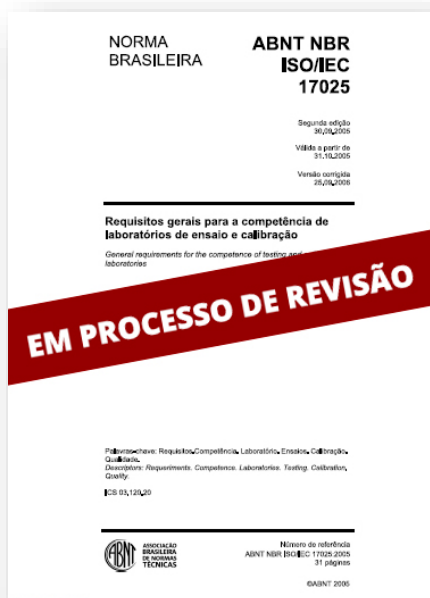 NORMA
BRASILEIRA
ABNT NBR
ISO/IEC
17025
Segunda edição
30.09.2005
Válida a partir de
31.10.2005
Versão corrigida
28.09.2006
Requisitos gerais para a competência de
laboratórios de ensaio e calibração
General requirements for the competence of testing and
laboratories
EM PROCESSO DE REVISÃO
Palavras-chave: Requisitos.Competência. Laboratório. Ensaios. Calibração.
Qualidade.
Descriptors: Requeriments. Competence. Laboratories. Testing. Calibration.
Quality.
ICS 03.120.20
ABNT
ASSOCIAÇÃO
BRASILEIRA
DE NORMAS
TÉCNICAS
Número de referência
ABNT NBR ISO/IEC 17025:2005
31 páginas
©ABNT 2005